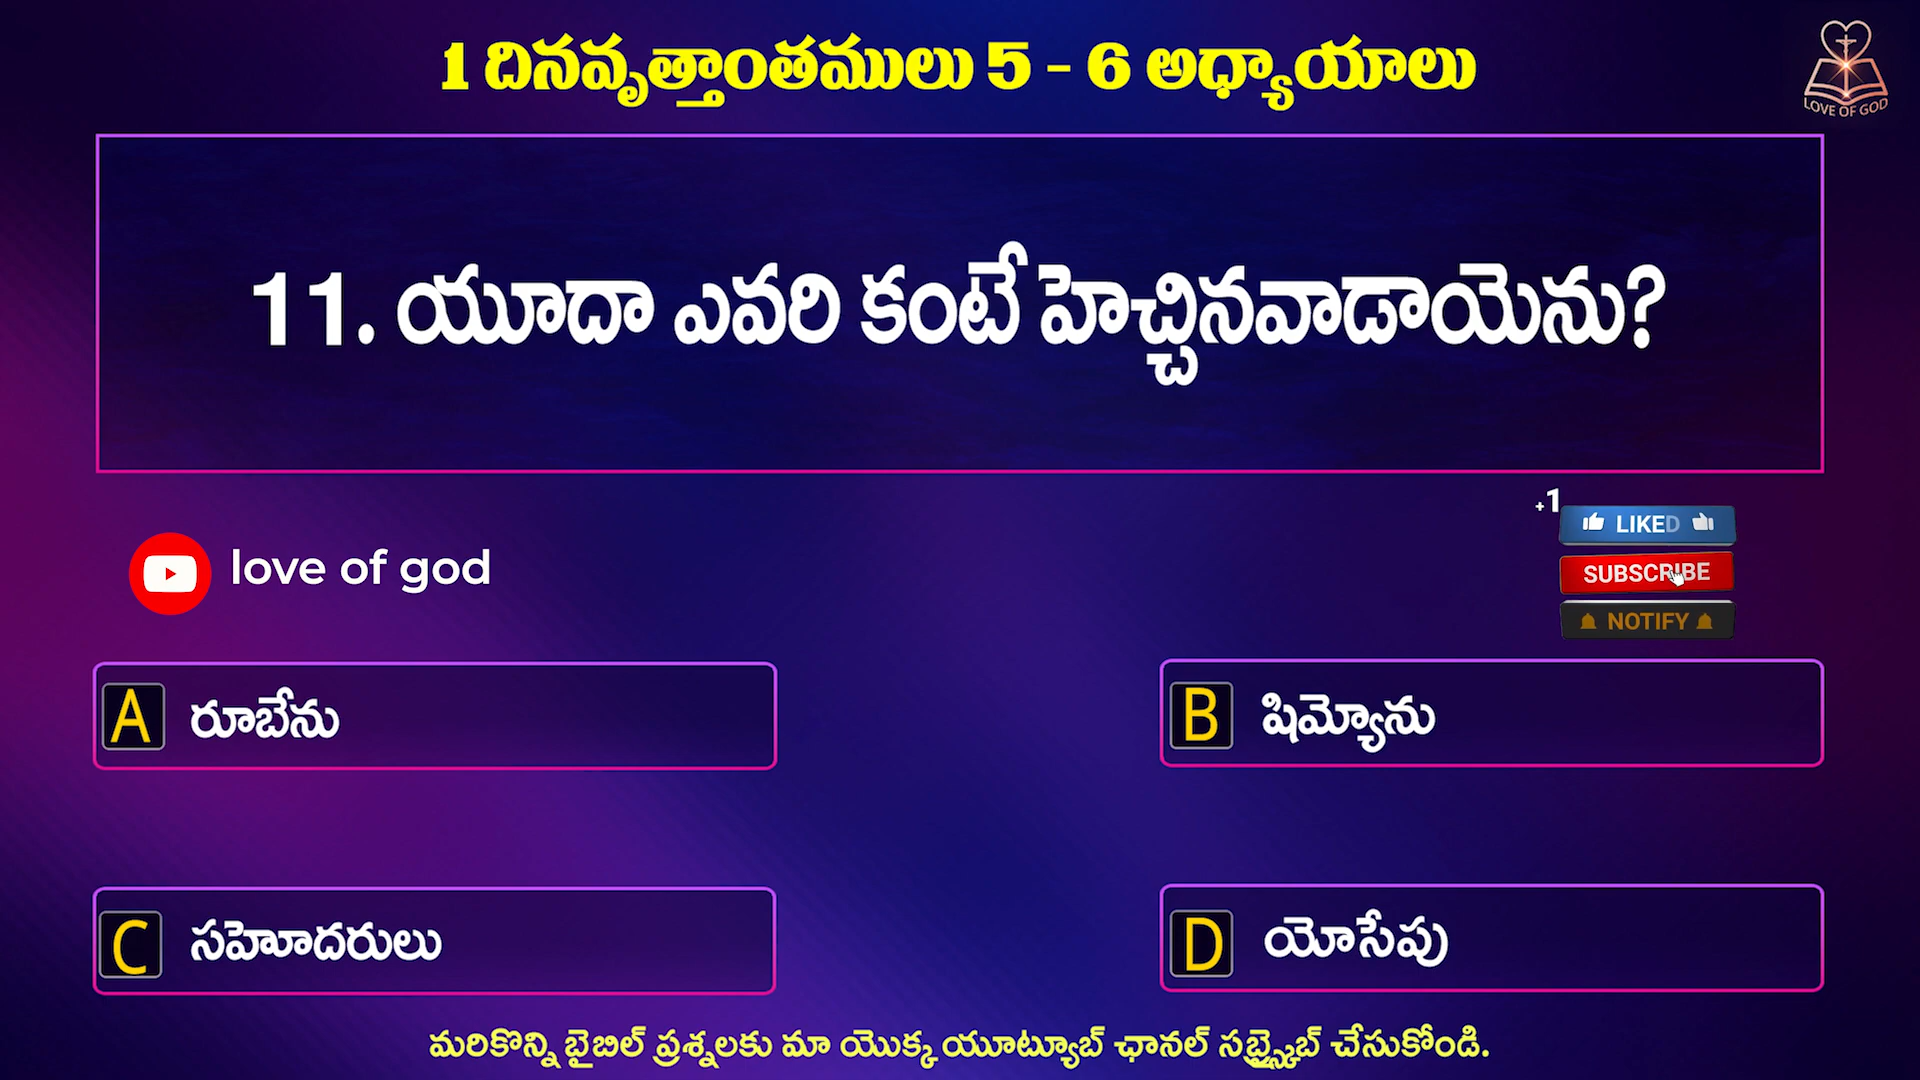 1 దినవృత్తాంతములు 5 - 6 అధ్యాయాలు
LOVE OF GOD
11. యూదా ఎవరి కంటే హెచ్చినవాడాయెను?
+1
LIKED
love of god
SUBSCRIBE
NOTIFY
A రూబేను
B షిమ్యోను
C సహెూదరులు
D యోసేపు
మరికొన్ని బైబిల్ ప్రశ్నలకు మా యొక్క యూట్యూబ్ ఛానల్ సబ్స్క్రైబ్ చేసుకోండి.